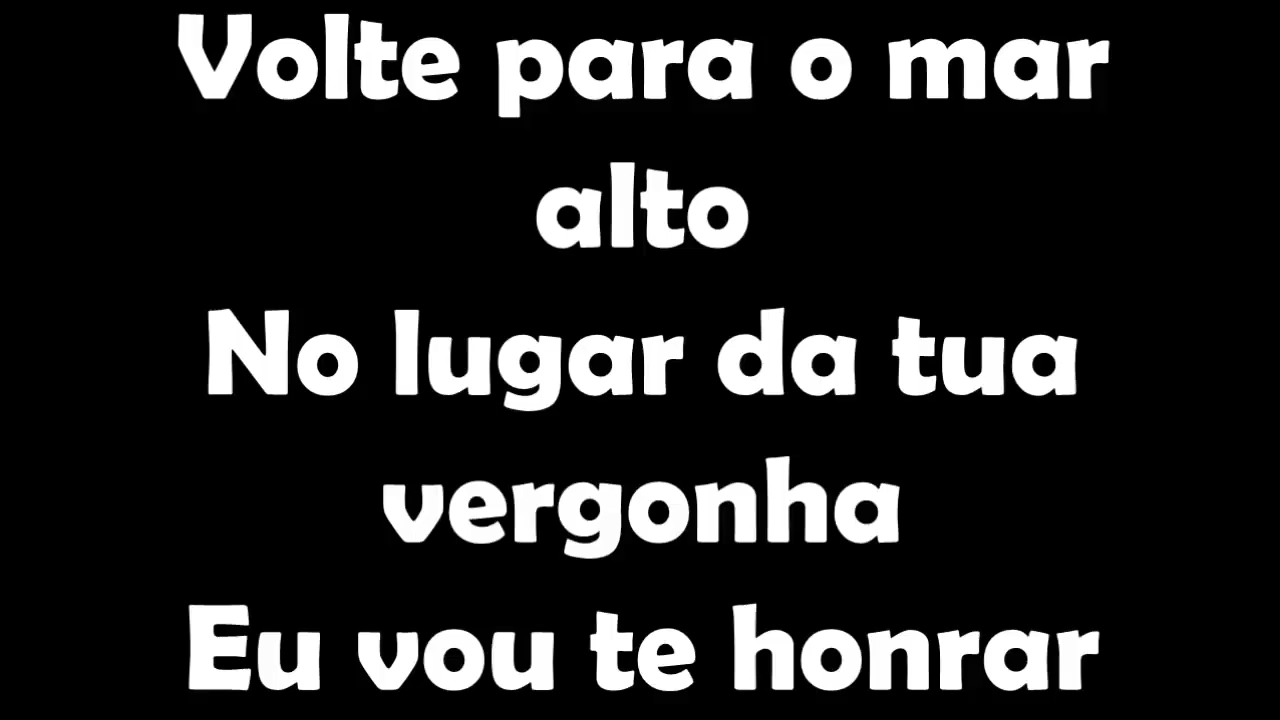 Volte para o mar
alto
No lugar da tua
vergonha
Eu vou te honrar